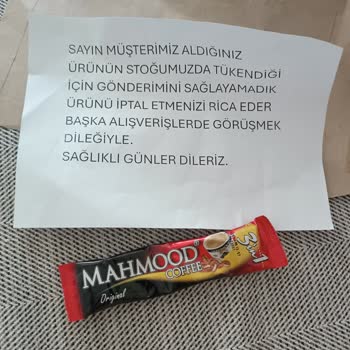 SAYIN MÜŞTERİMİZ ALDIĞINIZ
ÜRÜNÜN STOĞUMUZDA TÜKENDİĞİ
İÇİN GÖNDERİMİNİ SAĞLAYAMADIK
ÜRÜNÜ İPTAL ETMENİZİ RİCA EDER
BAŞKA ALIŞVERİŞLERDE GÖRÜŞMEK
DİLEĞİYLE.
SAĞLIKLI GÜNLER DİLERİZ.
MAHMOOD
COFFEE
Original